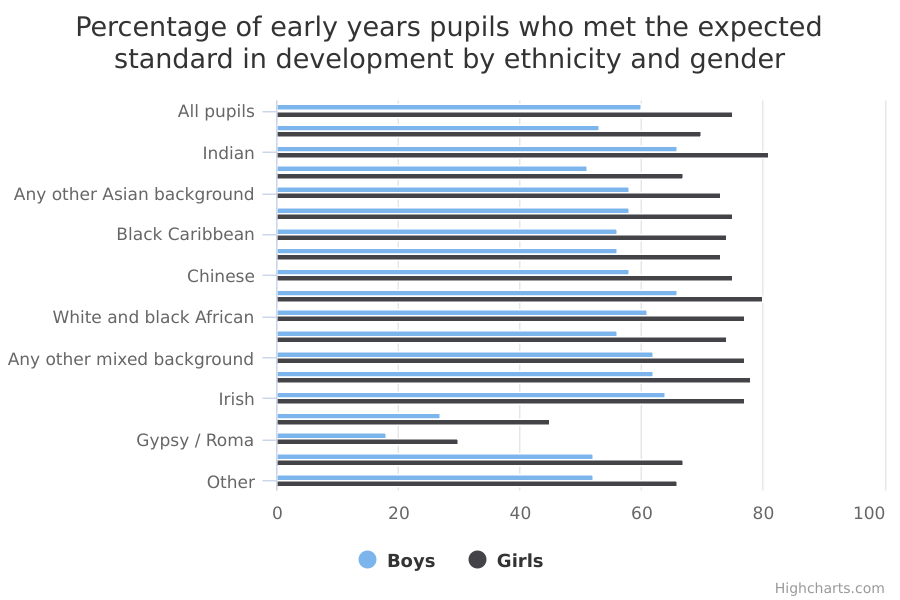 Percentage of early years pupils who met the expected
standard in development by ethnicity and gender
All pupils
Indian
Any other Asian background
Black Caribbean
Chinese
White and black African
Any other mixed background
Irish
Gypsy / Roma
Other
0 20 40 60 80 100
Boys Girls
Highcharts.com